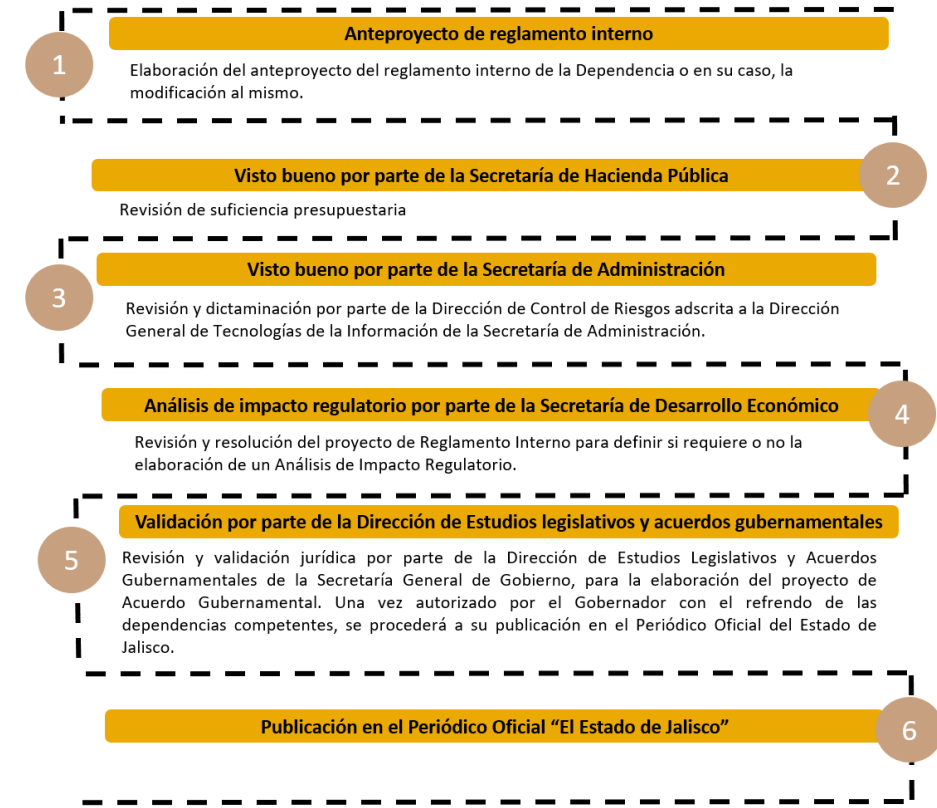 Anteproyecto de reglamento interno
1
Elaboración del anteproyecto del reglamento interno de la Dependencia o en su caso, la
modificación al mismo.
Visto bueno por parte de la Secretaría de Hacienda Pública
2
Revisión de suficiencia presupuestaria
Visto bueno por parte de la Secretaría de Administración
3
Revisión y dictaminación por parte de la Dirección de Control de Riesgos adscrita a la Dirección
General de Tecnologías de la Información de la Secretaría de Administración.
Análisis de impacto regulatorio por parte de la Secretaría de Desarrollo Económico
4
Revisión y resolución del proyecto de Reglamento Interno para definir si requiere o no la
elaboración de un Análisis de Impacto Regulatorio.
Validación por parte de la Dirección de Estudios legislativos y acuerdos gubernamentales
5
Revisión y validación jurídica por parte de la Dirección de Estudios Legislativos y Acuerdos
Gubernamentales de la Secretaría General de Gobierno, para la elaboración del proyecto de
Acuerdo Gubernamental. Una vez autorizado por el Gobernador con el refrendo de las
dependencias competentes, se procederá a su publicación en el Periódico Oficial del Estado de
Jalisco.
Publicación en el Periódico Oficial “El Estado de Jalisco”
6